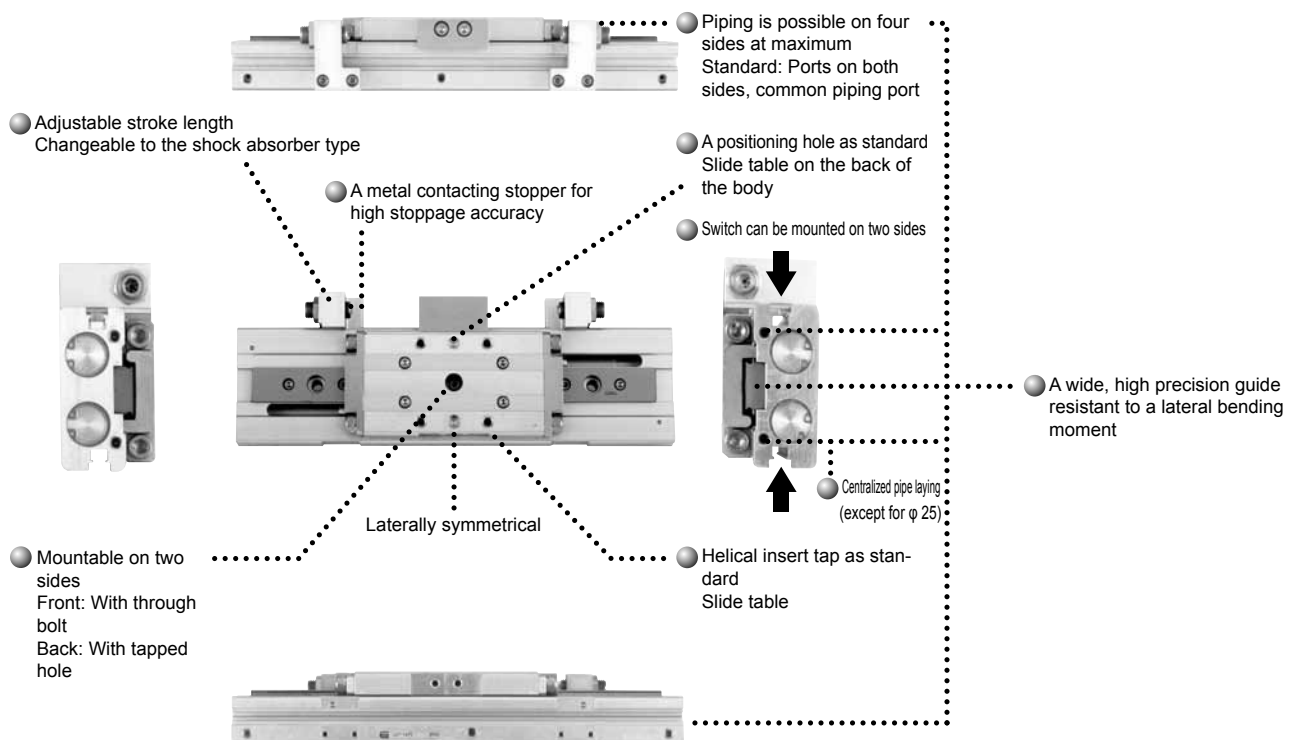 Piping is possible on four
sides at maximum
Standard: Ports on both
sides, common piping port
Adjustable stroke length
Changeable to the shock absorber type
A positioning hole as standard
Slide table on the back of
the body
A metal contacting stopper for
high stoppage accuracy
Switch can be mounted on two sides
A wide, high precision guide
resistant to a lateral bending
moment
Centralized pipe laying
(except for φ 25)
Laterally symmetrical
Mountable on two
sides
Front: With through
bolt
Back: With tapped
hole
Helical insert tap as stan-
dard
Slide table